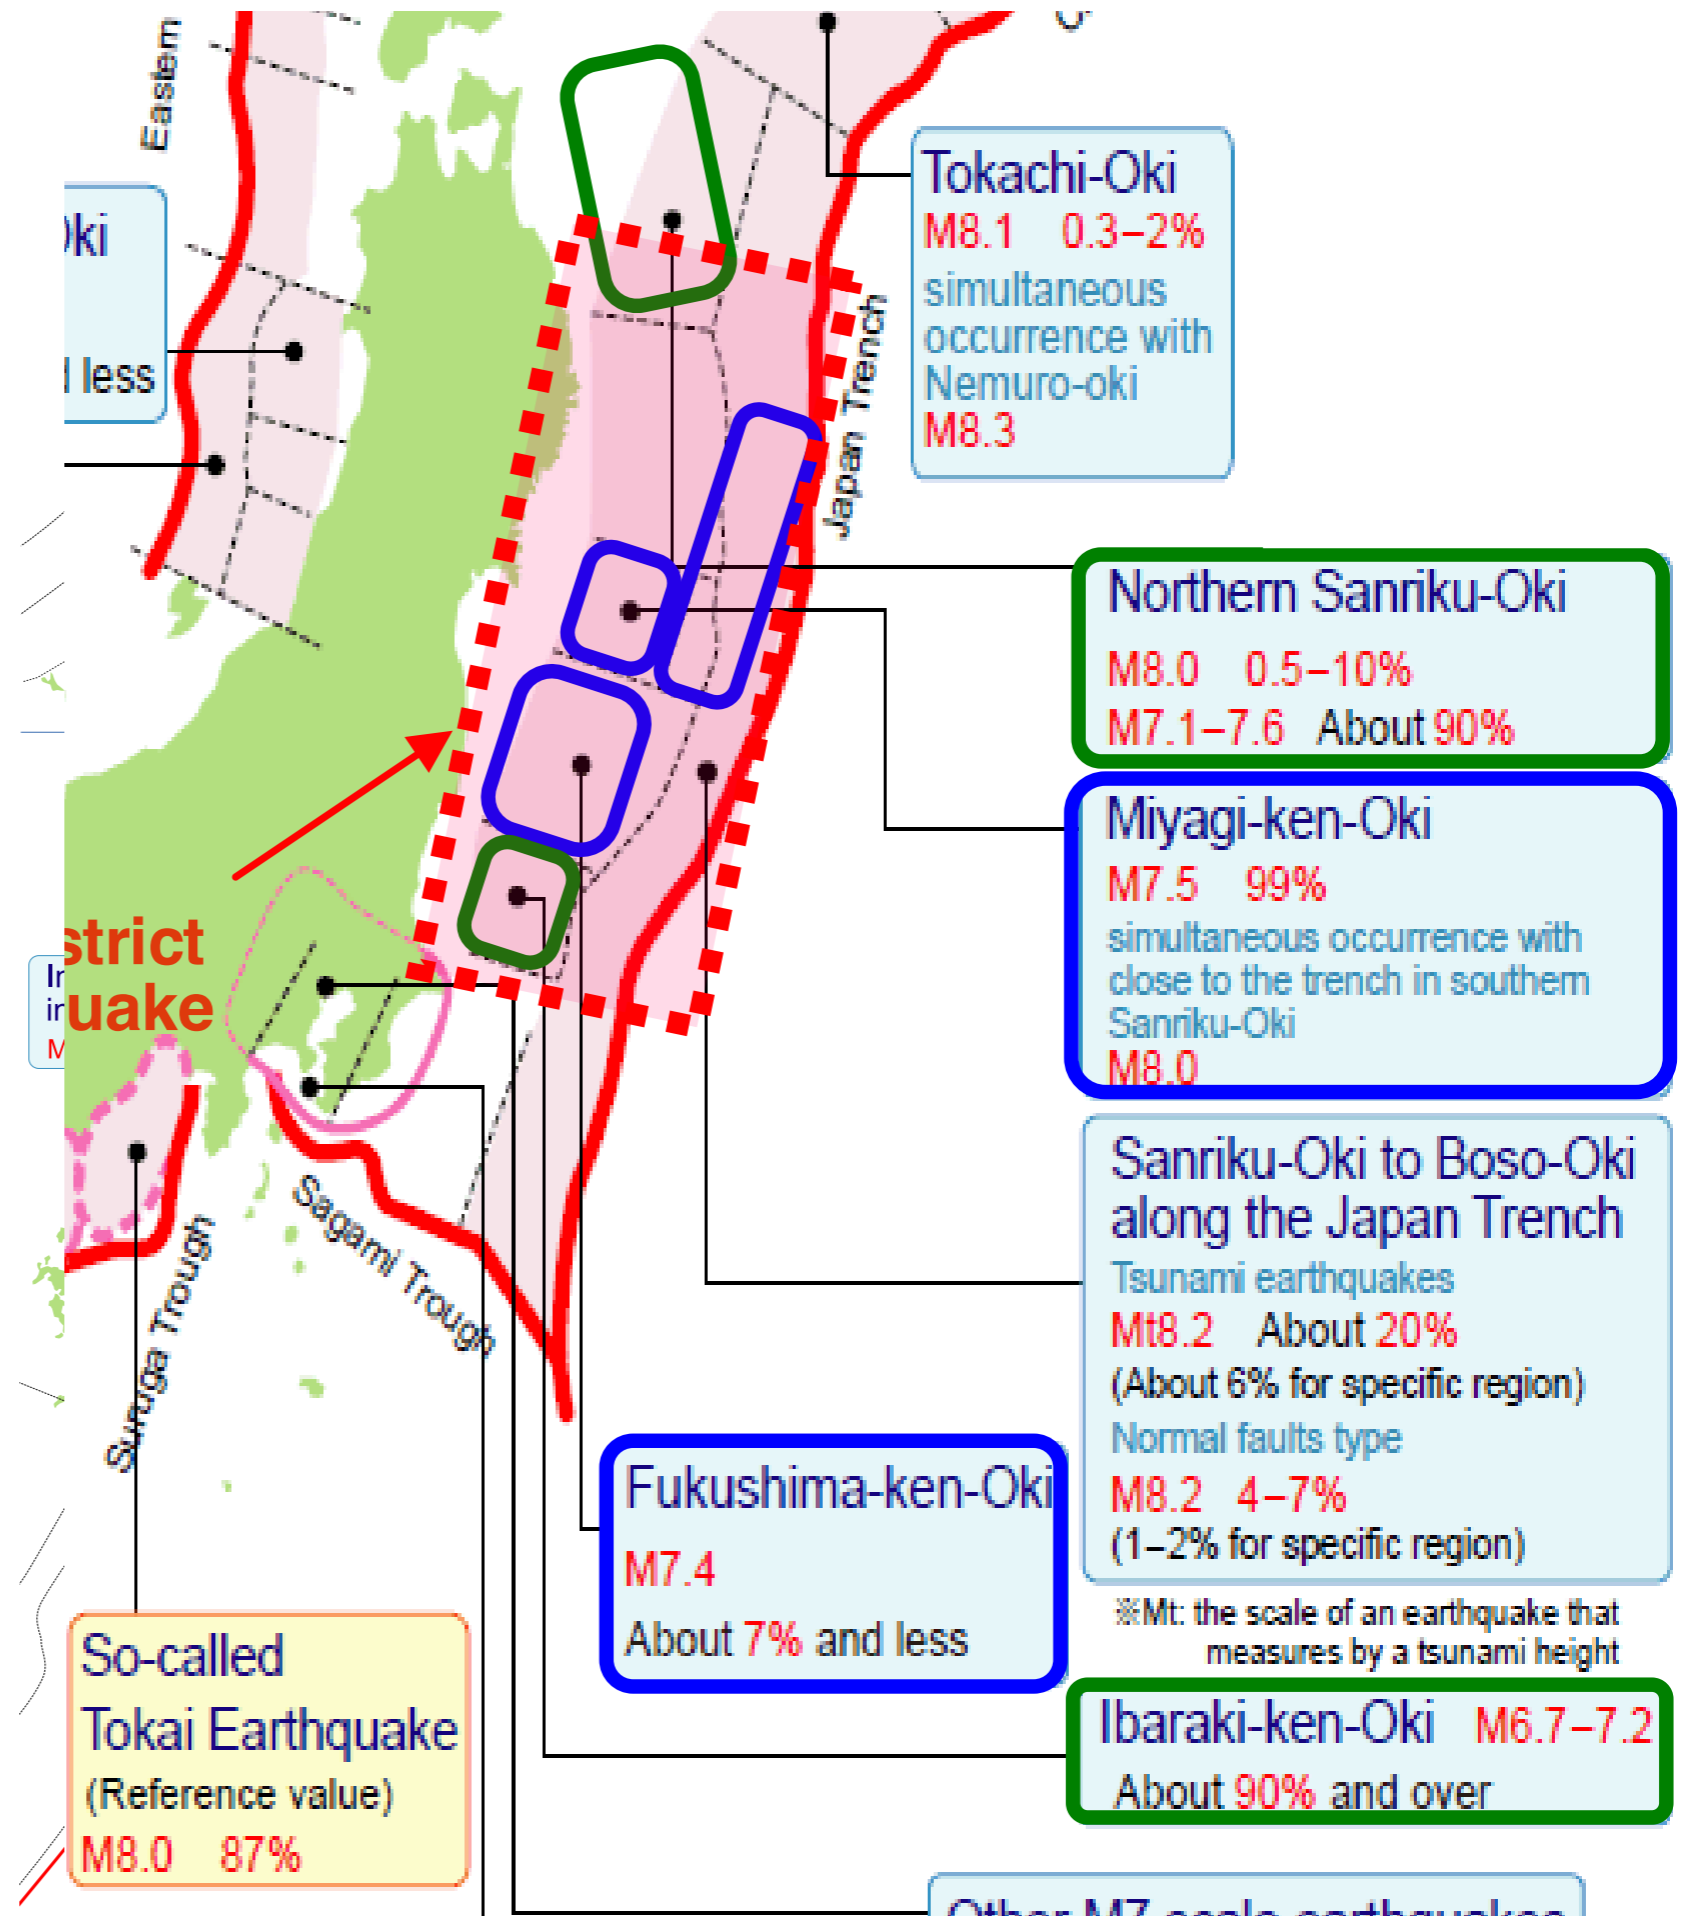 Eastern
Oki
less
Tokachi-Oki
M8.1 0.3–2%
simultaneous
occurrence with
Nemuro-oki
M8.3
Japan Trench
Northern Sanriku-Oki
M8.0 0.5–10%
M7.1–7.6 About 90%
Miyagi-ken-Oki
M7.5 99%
simultaneous occurrence with
close to the trench in southern
Sanriku-Oki
M8.0
strict
uake
M
Sanriku-Oki to Boso-Oki
along the Japan Trench
Tsunami earthquakes
Mt8.2 About 20%
(About 6% for specific region)
Normal faults type
M8.2 4–7%
(1–2% for specific region)
※Mt: the scale of an earthquake that
measures by a tsunami height
Sagami Trough
Suruga Trough
Fukushima-ken-Oki
M7.4
About 7% and less
Ibaraki-ken-Oki M6.7–7.2
About 90% and over
So-called
Tokai Earthquake
(Reference value)
M8.0 87%
Other M7 scale earthquakes